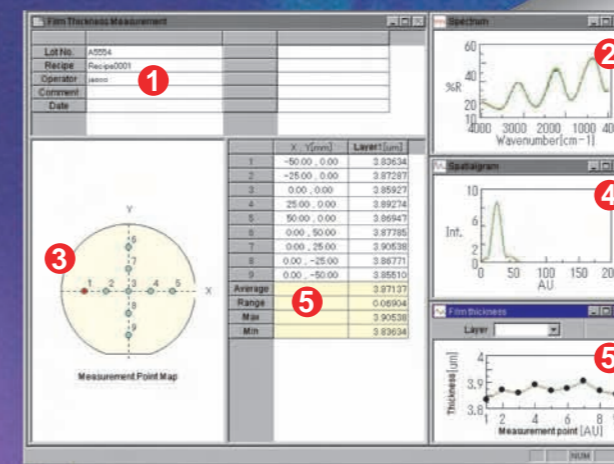 Film Thickness Measurement
Lot No. A5554
Recipe Recipe0001
Operator
Comment
Date
1
Spectrum
2
60
%R 40
20
10
4000 3000 2000 1000 40
Wavenumber[cm-1]
3
Y
X
6
7
1 2 3 4 5
8
9
Measurement Point Map
X , Y[mm] Layer1[um]
1 -50.00 , 0.00 3.83634
2 -25.00 , 0.00 3.87287
3 0.00 , 0.00 3.85927
4 25.00 , 0.00 3.89274
5 50.00 , 0.00 3.86947
6 0.00 , 50.00 3.87785
7 0.00 , 25.00 3.90538
8 0.00 , -25.00 3.86771
9 0.00 , -50.00 3.85510
Average 3.87137
Range 0.06904
Max 3.90538
Min 3.83634
5
Spatialgram
4
10
Int. 5
0
0 50 100 150 200
AU
Film thickness
Layer
5
Thickness[um]
4
3.9
3.8
1 2 4 6 8
Measurement point [AU]
NUM